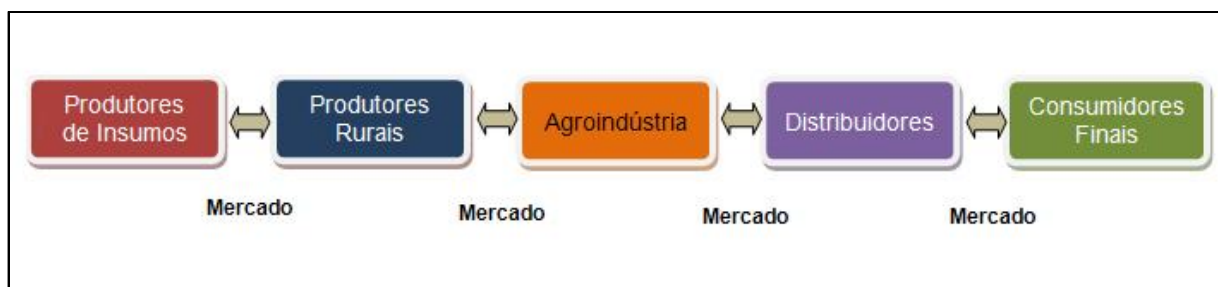 Produtores
de Insumos
Produtores
Rurais
Agroindústria
Distribuidores
Consumidores
Finais
Mercado
Mercado
Mercado
Mercado